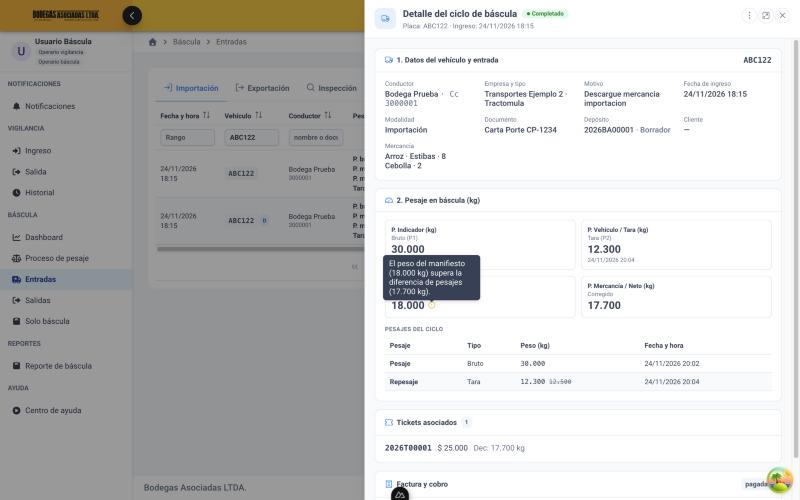 BODEGAS ASOCIADAS LTDA.
U
Usuario Báscula
Operario vigilancia
Operario báscula
NOTIFICACIONES
Notificaciones
VIGILANCIA
Ingreso
Salida
Historial
BÁSCULA
Dashboard
Proceso de pesaje
Entradas
Salidas
Solo báscula
REPORTES
Reporte de báscula
AYUDA
Centro de ayuda
Báscula > Entradas
Importación Exportación Inspección
Fecha y hora Vehículo Conductor Pes
Rango ABC122 nombre o docu
24/11/2026
18:15
ABC122
Bodega Prueba
3000001
P. b
P. m
P. m
Tara
24/11/2026
18:15
ABC122
Bodega Prueba
3000001
P. b
P. m
P. m
Tara
Bodegas Asociadas LTDA.
Detalle del ciclo de báscula Completado
Placa: ABC122 · Ingreso: 24/11/2026 18:15
1. Datos del vehículo y entrada ABC122
Conductor Empresa y tipo Motivo Fecha de ingreso
Bodega Prueba · Cc
3000001
Transportes Ejemplo 2 ·
Tractomula
Descargue mercancia
importacion
24/11/2026 18:15
Modalidad Documento Depósito Cliente
Importación Carta Porte CP-1234 2026BA00001 · Borrador —
Mercancía
Arroz · Estibas · 8
Cebolla · 2
2. Pesaje en báscula (kg)
P. Indicador (kg)
Bruto (P1)
30.000
P. Vehículo / Tara (kg)
Tara (P2)
12.300
24/11/2026 20:04
El peso del manifiesto
(18.000 kg) supera la
diferencia de pesajes
(17.700 kg).
18.000
P. Mercancía / Neto (kg)
Corregido
17.700
PESAJES DEL CICLO
Pesaje Tipo Peso (kg) Fecha y hora
Pesaje Bruto 30.000 24/11/2026 20:02
Repesaje Tara 12.300 12.500 24/11/2026 20:04
Tickets asociados 1
2026T00001 $ 25.000 Dec: 17.700 kg
Factura y cobro pagada